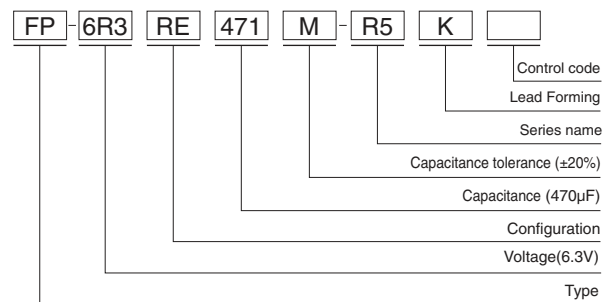 FP-6R3 RE 471 M-R5 K
Control code
Lead Forming
Series name
Capacitance tolerance (±20%)
Capacitance (470µF)
Configuration
Voltage(6.3V)
Type